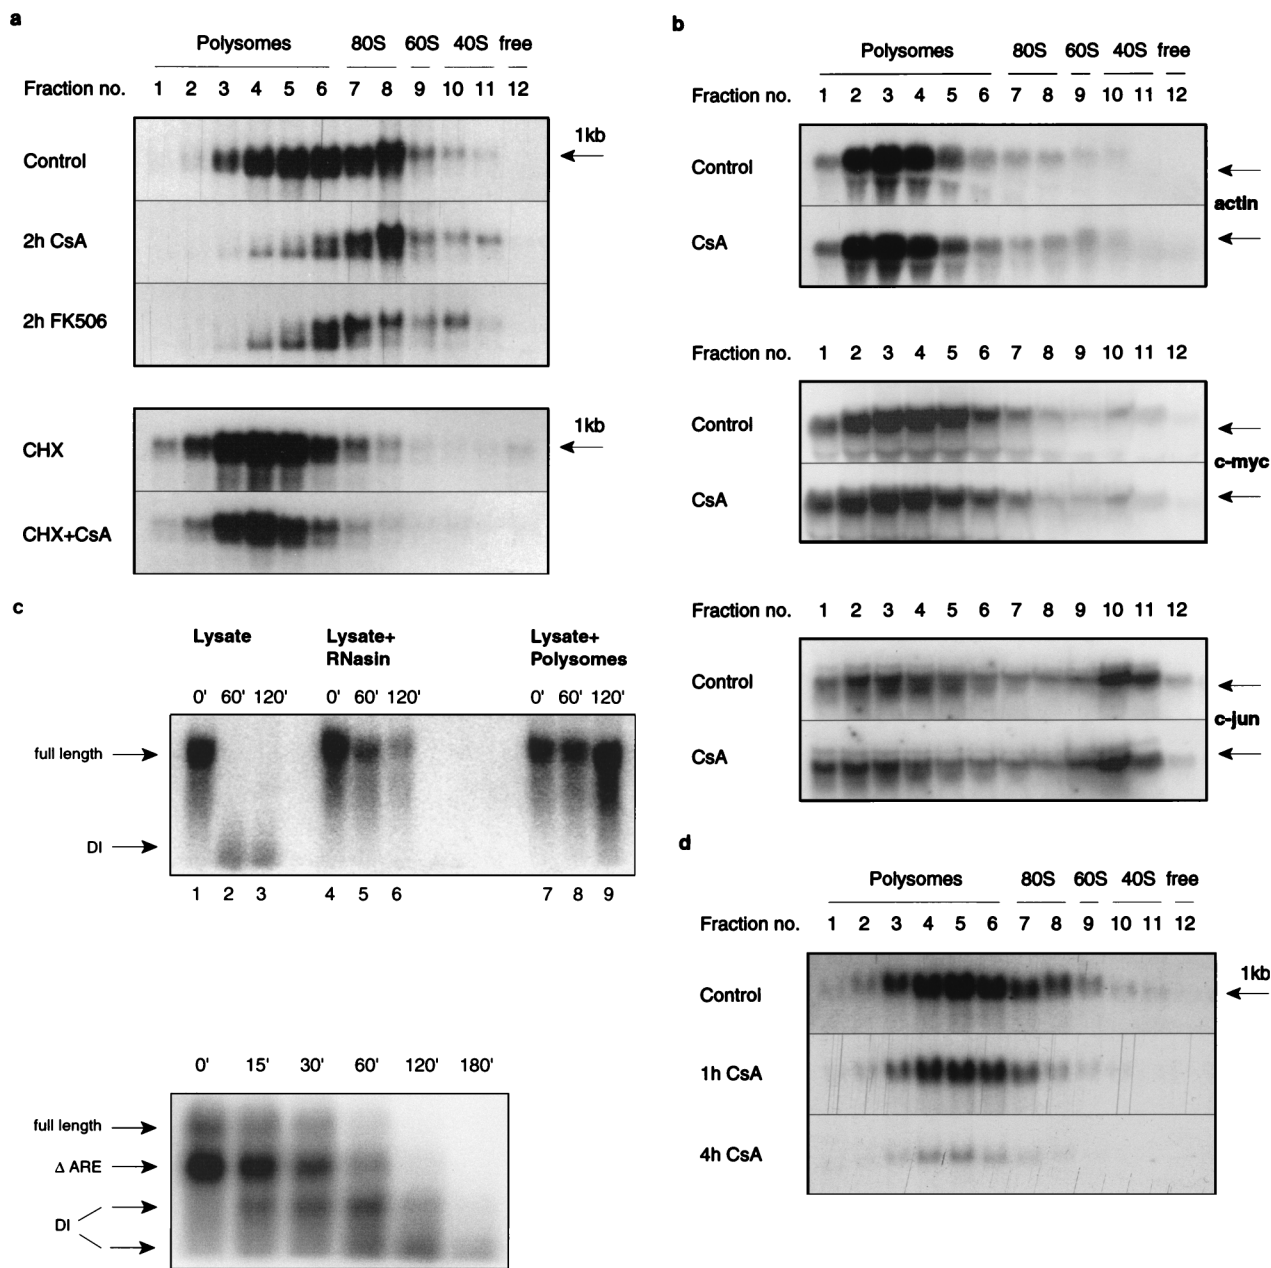 a
Polysomes 80S 60S 40S free
Fraction no. 1 2 3 4 5 6 7 8 9 10 11 12
Control
1kb
2h CsA
2h FK506
CHX
1kb
CHX+CsA
b
Polysomes 80S 60S 40S free
Fraction no. 1 2 3 4 5 6 7 8 9 10 11 12
Control
actin
CsA
Fraction no. 1 2 3 4 5 6 7 8 9 10 11 12
Control
c-myc
CsA
Fraction no. 1 2 3 4 5 6 7 8 9 10 11 12
Control
c-jun
CsA
c
Lysate Lysate+ Lysate+
RNasin Polysomes
0' 60' 120' 0' 60' 120' 0' 60' 120'
full length
DI
1 2 3 4 5 6 7 8 9
0' 15' 30' 60' 120' 180'
full length
Δ ARE
DI
d
Polysomes 80S 60S 40S free
Fraction no. 1 2 3 4 5 6 7 8 9 10 11 12
Control
1kb
1h CsA
4h CsA